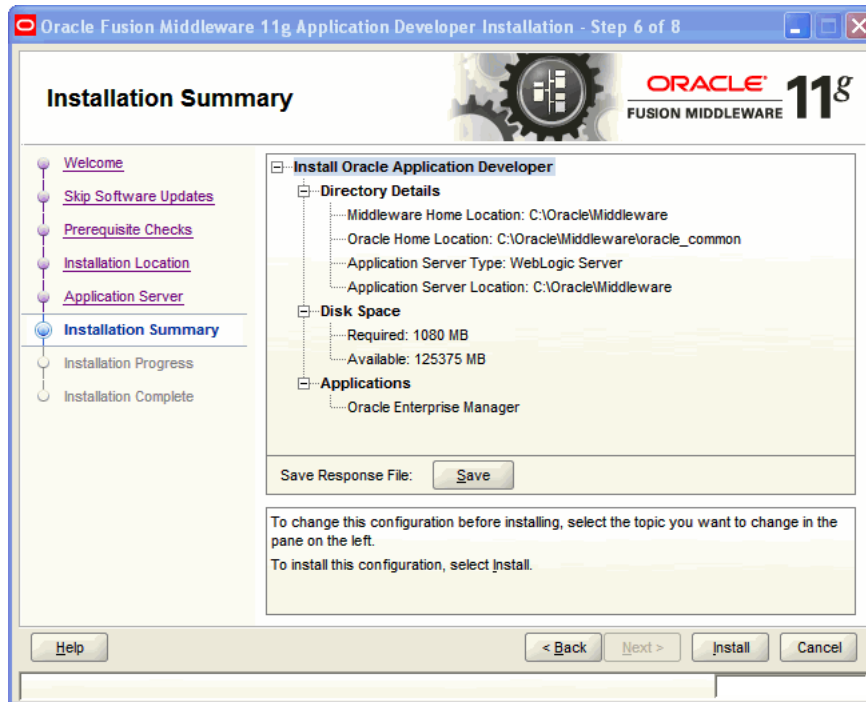 Oracle Fusion Middleware 11g Application Developer Installation - Step 6 of 8
Installation Summary
ORACLE
FUSION MIDDLEWARE
11g
Welcome
Skip Software Updates
Prerequisite Checks
Installation Location
Application Server
Installation Summary
Installation Progress
Installation Complete
Install Oracle Application Developer
Directory Details
Middleware Home Location: C:\Oracle\Middleware
Oracle Home Location: C:\Oracle\Middleware\oracle_common
Application Server Type: WebLogic Server
Application Server Location: C:\Oracle\Middleware
Disk Space
Required: 1080 MB
Available: 125375 MB
Applications
Oracle Enterprise Manager
Save Response File:
Save
To change this configuration before installing, select the topic you want to change in the
pane on the left.
To install this configuration, select Install.
Help
< Back
Next >
Install
Cancel